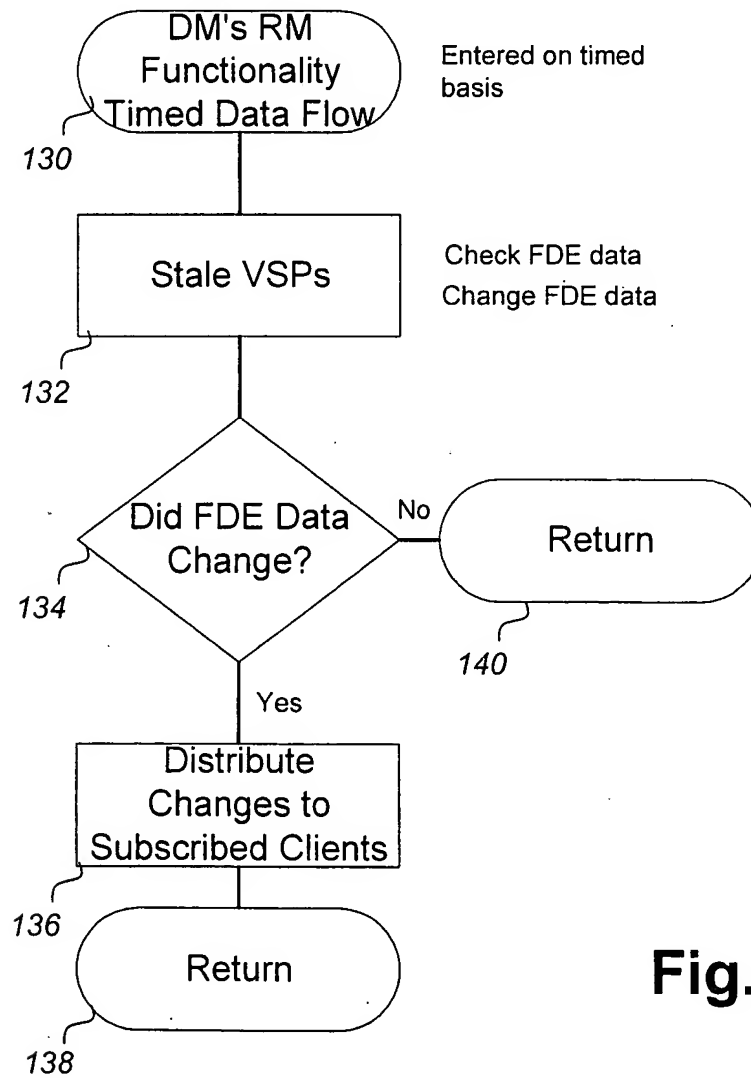 DM's RM
Functionality
Timed Data Flow
Entered on timed
basis
130
Stale VSPs
Check FDE data
Change FDE data
132
Did FDE Data
Change?
No
Return
134
140
Yes
Distribute
Changes to
Subscribed Clients
136
Return
Fig.
138